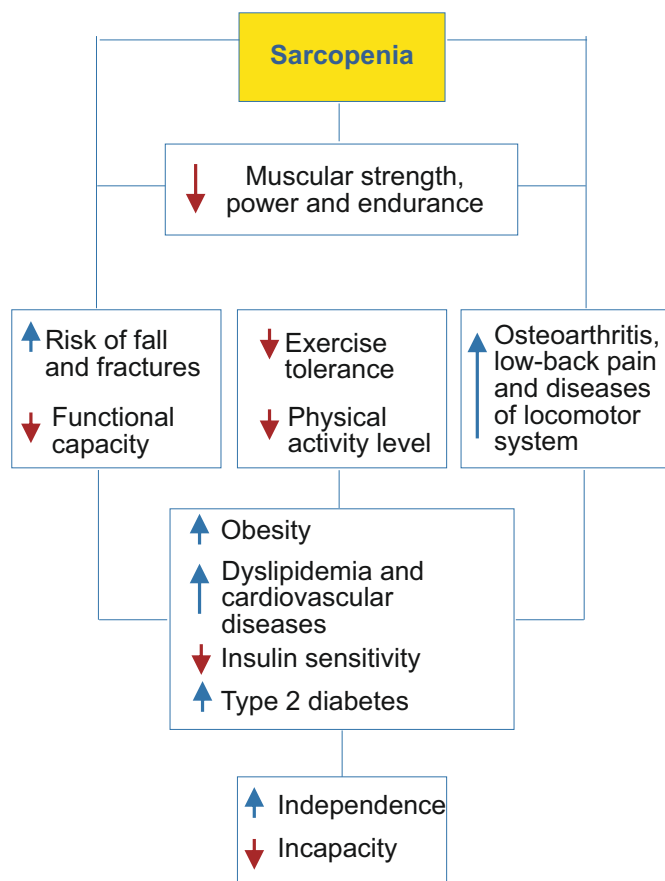 Sarcopenia
Muscular strength,
power and endurance
Risk of fall
and fractures
Functional
capacity
Exercise
tolerance
Physical
activity level
Osteoarthritis,
low-back pain
and diseases
of locomotor
system
Obesity
Dyslipidemia and
cardiovascular
diseases
Insulin sensitivity
Type 2 diabetes
Independence
Incapacity